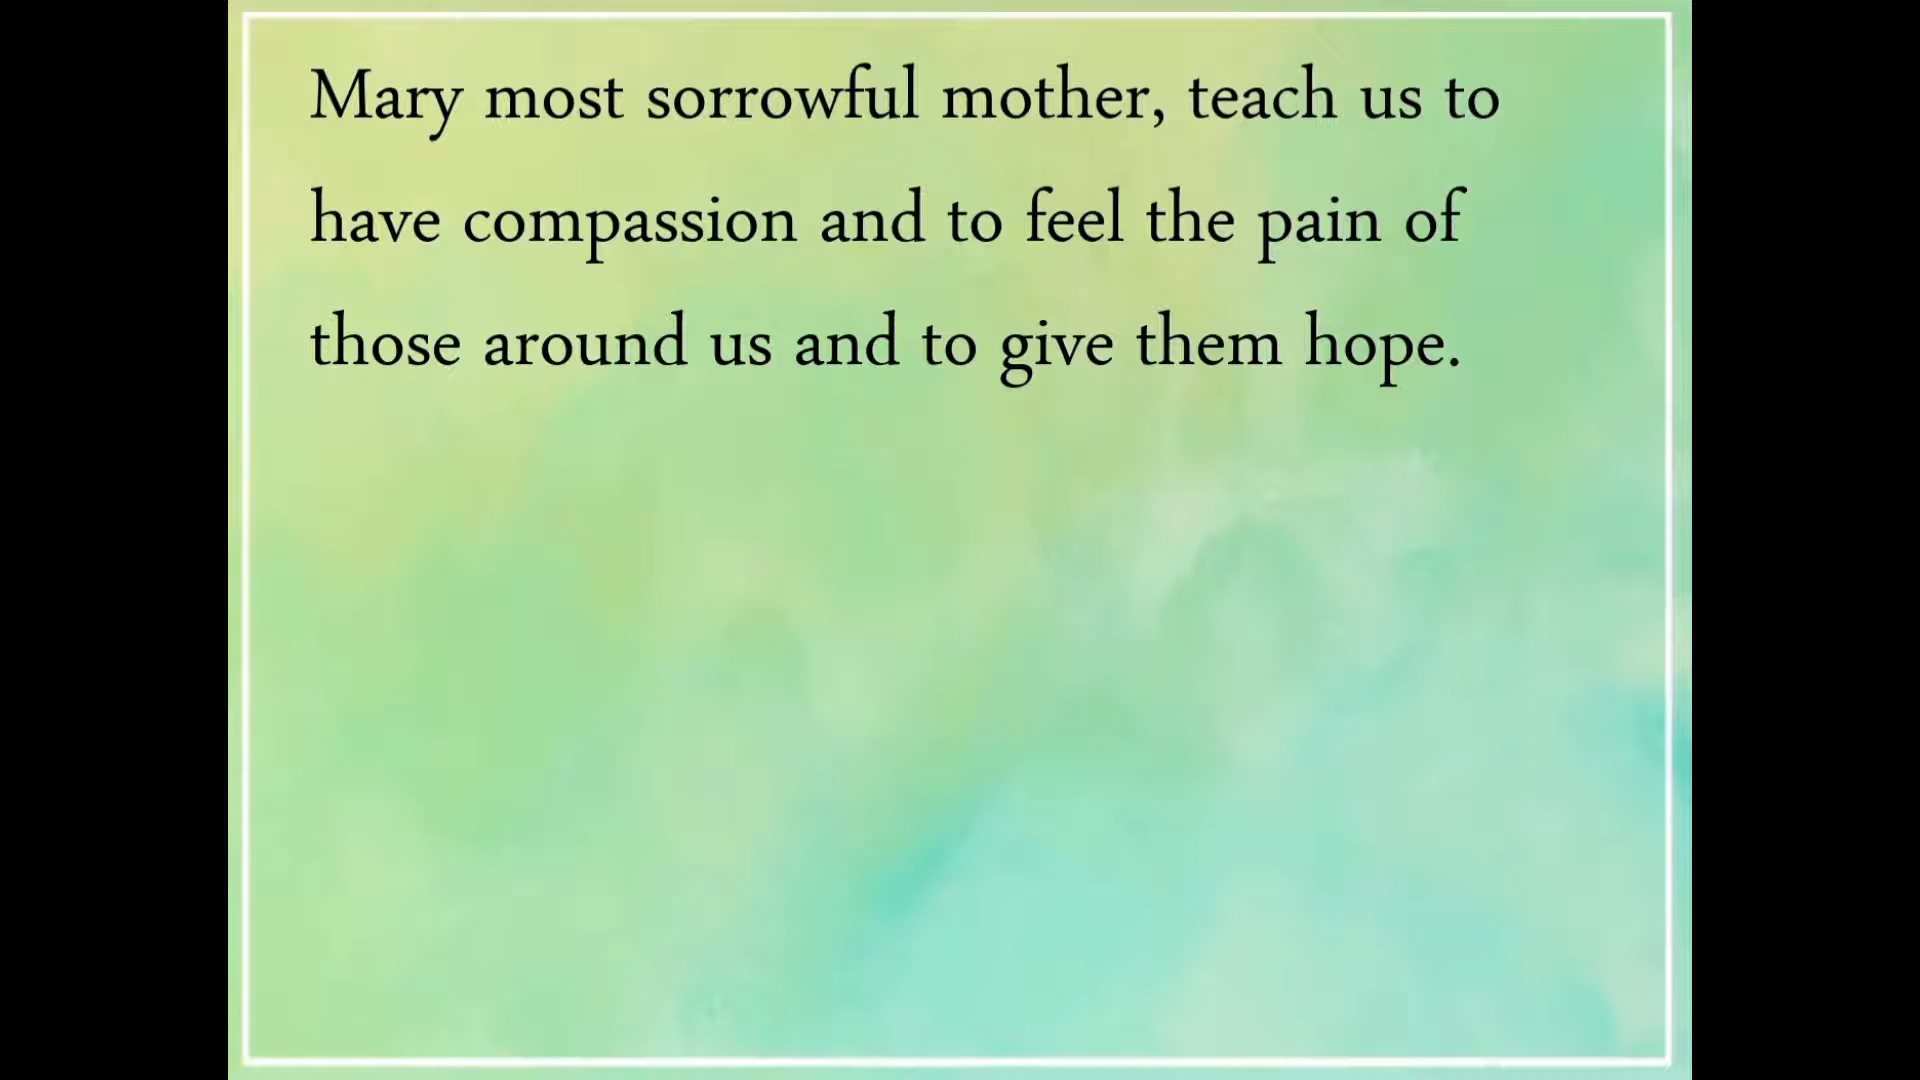 Mary most sorrowful mother, teach us to
have compassion and to feel the pain of
those around us and to give them hope.